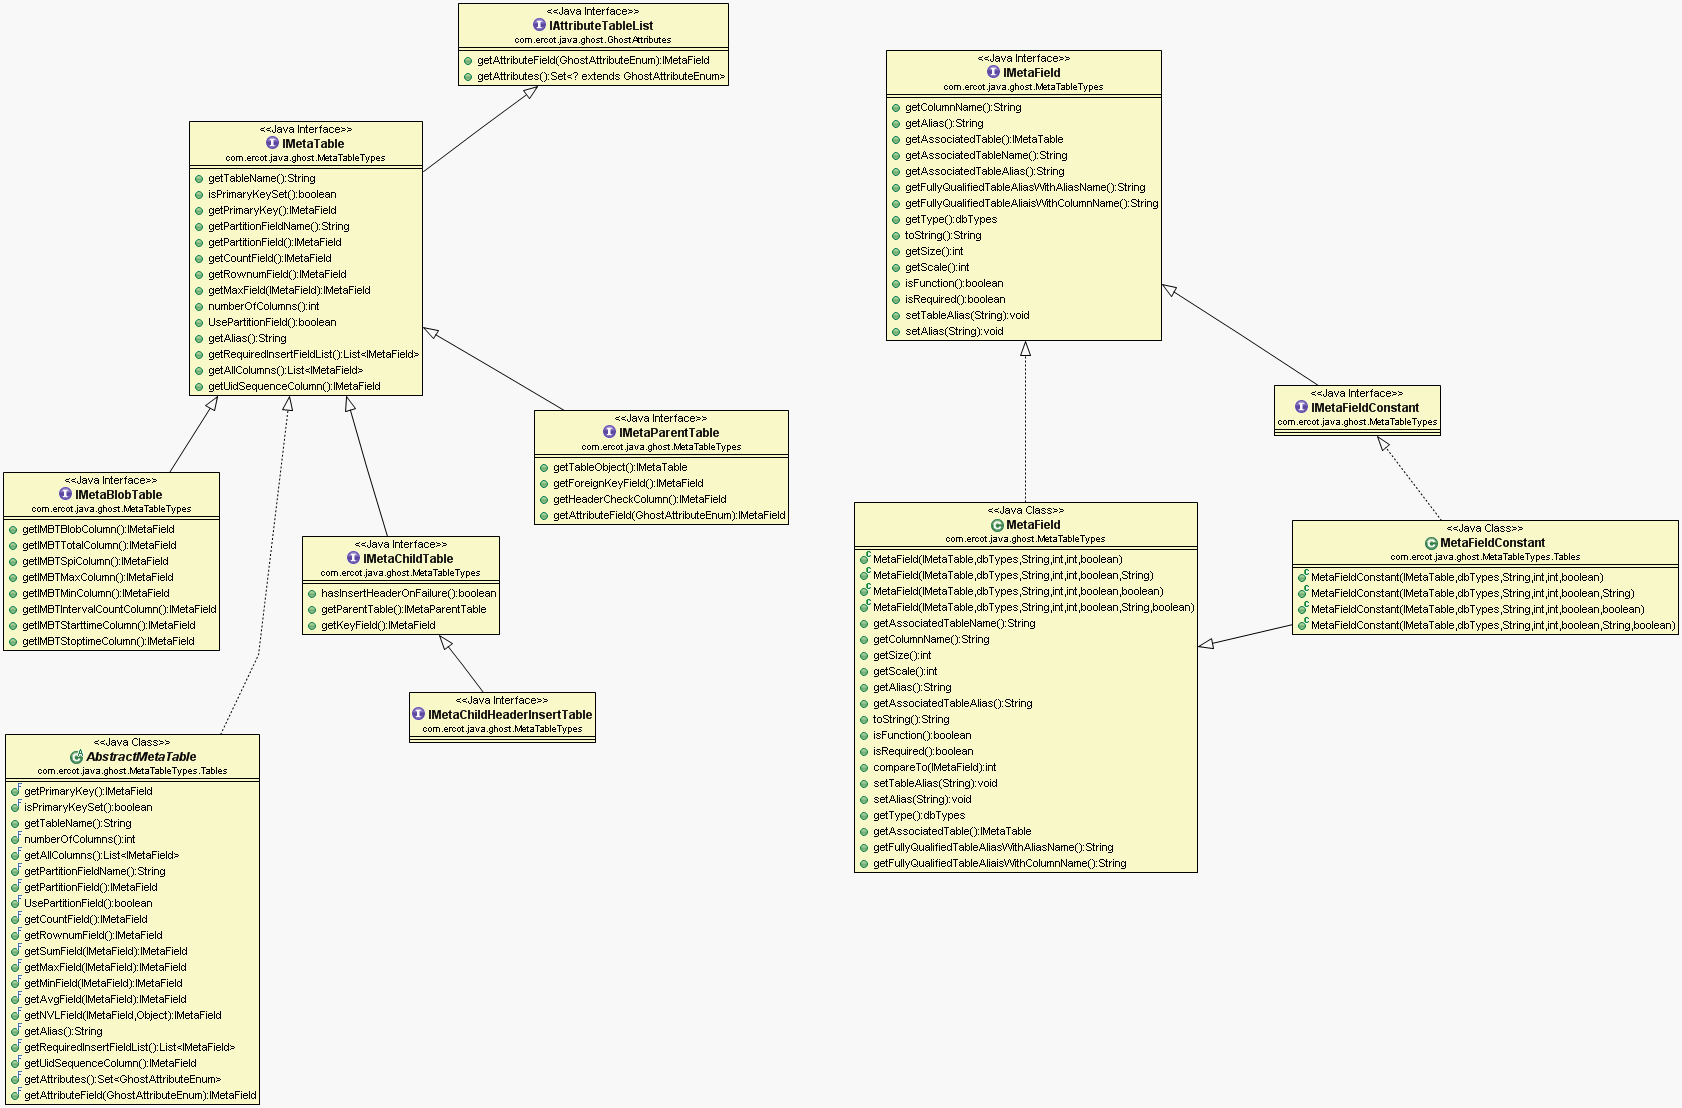 <<Java Interface>>
IAttributeTableList
com.ercot.java.ghost.GhostAttributes
getAttributeField(GhostAttributeEnum):IMetaField
getAttributes():Set<? extends GhostAttributeEnum>
<<Java Interface>>
IMetaTable
com.ercot.java.ghost.MetaTableTypes
getTableName():String
isPrimaryKeySet():boolean
getPrimaryKey():IMetaField
getPartitionFieldName():String
getPartitionField():IMetaField
getCountField():IMetaField
getRownumField():IMetaField
getMaxField(IMetaField):IMetaField
numberOfColumns():int
UsePartitionField():boolean
getAlias():String
getRequiredInsertFieldList():List<IMetaField>
getAllColumns():List<IMetaField>
getUidSequenceColumn():IMetaField
<<Java Interface>>
IMetaParentTable
com.ercot.java.ghost.MetaTableTypes
getTableObject():IMetaTable
getForeignKeyField():IMetaField
getHeaderCheckColumn():IMetaField
getAttributeField(GhostAttributeEnum):IMetaField
<<Java Interface>>
IMetaBlobTable
com.ercot.java.ghost.MetaTableTypes
getIMBTBlobColumn():IMetaField
getIMBTTotalColumn():IMetaField
getIMBTSpiColumn():IMetaField
getIMBTMaxColumn():IMetaField
getIMBTMinColumn():IMetaField
getIMBTIntervalCountColumn():IMetaField
getIMBTStarttimeColumn():IMetaField
getIMBTStoptimeColumn():IMetaField
<<Java Interface>>
IMetaChildTable
com.ercot.java.ghost.MetaTableTypes
hasInsertHeaderOnFailure():boolean
getParentTable():IMetaParentTable
getKeyField():IMetaField
<<Java Interface>>
IMetaChildHeaderInsertTable
com.ercot.java.ghost.MetaTableTypes
<<Java Class>>
AbstractMetaTable
com.ercot.java.ghost.MetaTableTypes.Tables
getPrimaryKey():IMetaField
isPrimaryKeySet():boolean
getTableName():String
numberOfColumns():int
getAllColumns():List<IMetaField>
getPartitionFieldName():String
getPartitionField():IMetaField
UsePartitionField():boolean
getCountField():IMetaField
getRownumField():IMetaField
getSumField(IMetaField):IMetaField
getMaxField(IMetaField):IMetaField
getMinField(IMetaField):IMetaField
getAvgField(IMetaField):IMetaField
getNVLField(IMetaField,Object):IMetaField
getAlias():String
getRequiredInsertFieldList():List<IMetaField>
getUidSequenceColumn():IMetaField
getAttributes():Set<GhostAttributeEnum>
getAttributeField(GhostAttributeEnum):IMetaField
<<Java Interface>>
IMetaField
com.ercot.java.ghost.MetaTableTypes
getColumnName():String
getAlias():String
getAssociatedTable():IMetaTable
getAssociatedTableName():String
getAssociatedTableAlias():String
getFullyQualifiedTableAliasWithAliasName():String
getFullyQualifiedTableAliaisWithColumnName():String
getType():dbTypes
toString():String
getSize():int
getScale():int
isFunction():boolean
isRequired():boolean
setTableAlias(String):void
setAlias(String):void
<<Java Interface>>
IMetaFieldConstant
com.ercot.java.ghost.MetaTableTypes
<<Java Class>>
MetaField
com.ercot.java.ghost.MetaTableTypes
MetaField(IMetaTable,dbTypes,String,int,int,boolean)
MetaField(IMetaTable,dbTypes,String,int,int,boolean,String)
MetaField(IMetaTable,dbTypes,String,int,int,boolean,boolean)
MetaField(IMetaTable,dbTypes,String,int,int,boolean,String,boolean)
getAssociatedTableName():String
getColumnName():String
getSize():int
getScale():int
getAlias():String
getAssociatedTableAlias():String
toString():String
isFunction():boolean
isRequired():boolean
compareTo(IMetaField):int
setTableAlias(String):void
setAlias(String):void
getType():dbTypes
getAssociatedTable():IMetaTable
getFullyQualifiedTableAliasWithAliasName():String
getFullyQualifiedTableAliaisWithColumnName():String
<<Java Class>>
MetaFieldConstant
com.ercot.java.ghost.MetaTableTypes.Tables
MetaFieldConstant(IMetaTable,dbTypes,String,int,int,boolean)
MetaFieldConstant(IMetaTable,dbTypes,String,int,int,boolean,String)
MetaFieldConstant(IMetaTable,dbTypes,String,int,int,boolean,boolean)
MetaFieldConstant(IMetaTable,dbTypes,String,int,int,boolean,String,boolean)